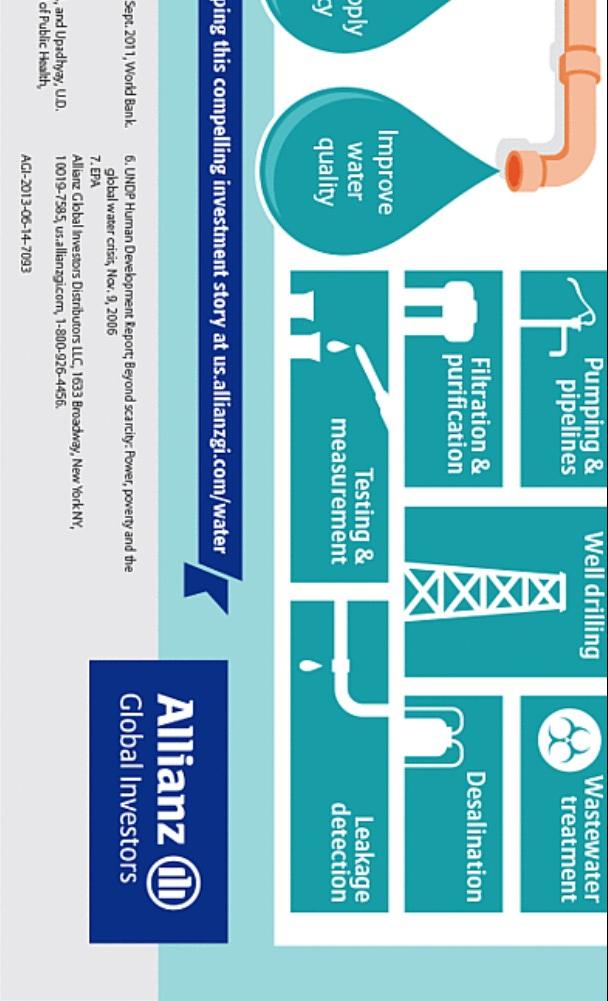 Improve
water
quality
Pumping &
pipelines
Well drilling
Wastewater
treatment
Filtration &
purification
Desalination
Testing &
measurement
Leakage
detection
this compelling investment story at us.allianzgi.com/water
Sept. 2011, World Bank.
, and Upadhyay, U.D.
of Public Health,
6. UNDP Human Development Report; Beyond scarcity: Power, poverty and the
global water crisis, Nov. 9, 2006
7. EPA
Allianz Global Investors Distributors LLC, 1633 Broadway, New York NY,
10019-7585, us.allianzgi.com, 1-800-926-4456.
AGI-2013-06-14-7093
Allianz
Global Investors